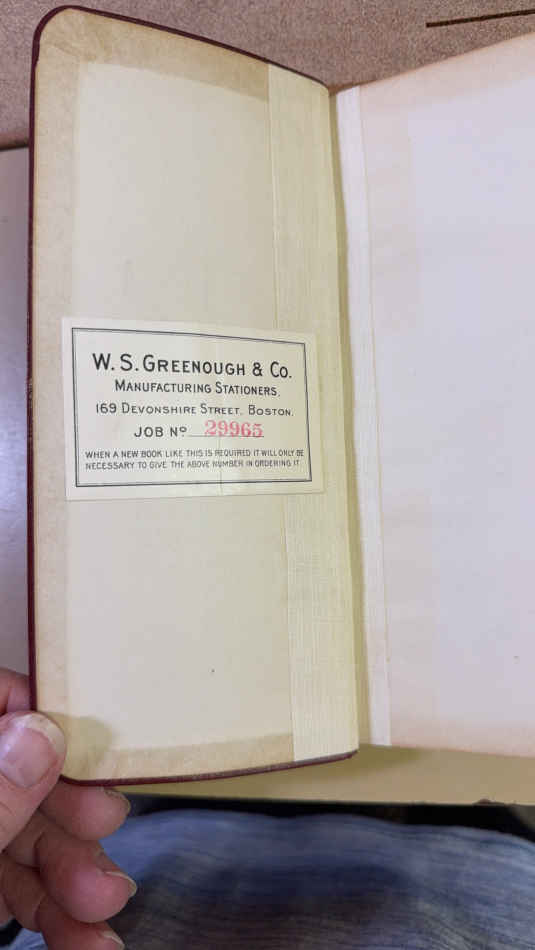 W. S. GREENOUGH & CO.
MANUFACTURING STATIONERS,
169 DEVONSHIRE STREET, BOSTON.
JOB Nº 29965
WHEN A NEW BOOK LIKE THIS IS REQUIRED IT WILL ONLY BE
NECESSARY TO GIVE THE ABOVE NUMBER IN ORDERING IT.